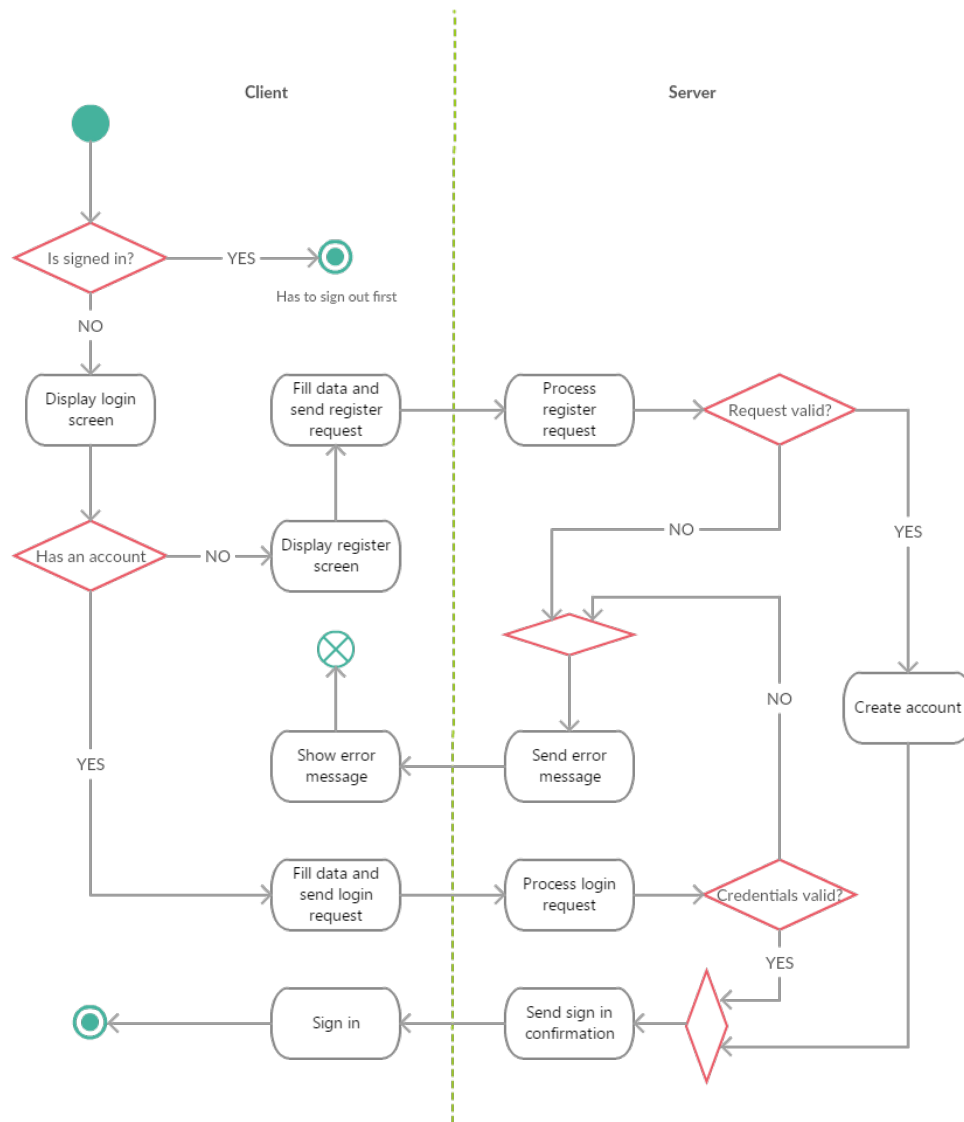 Client
Server
Is signed in?
YES
Has to sign out first
NO
Display login
screen
Fill data and
send register
request
Process
register
request
Request valid?
NO
YES
Has an account
NO
Display register
screen
NO
Create account
YES
Show error
message
Send error
message
Fill data and
send login
request
Process login
request
Credentials valid?
YES
Sign in
Send sign in
confirmation